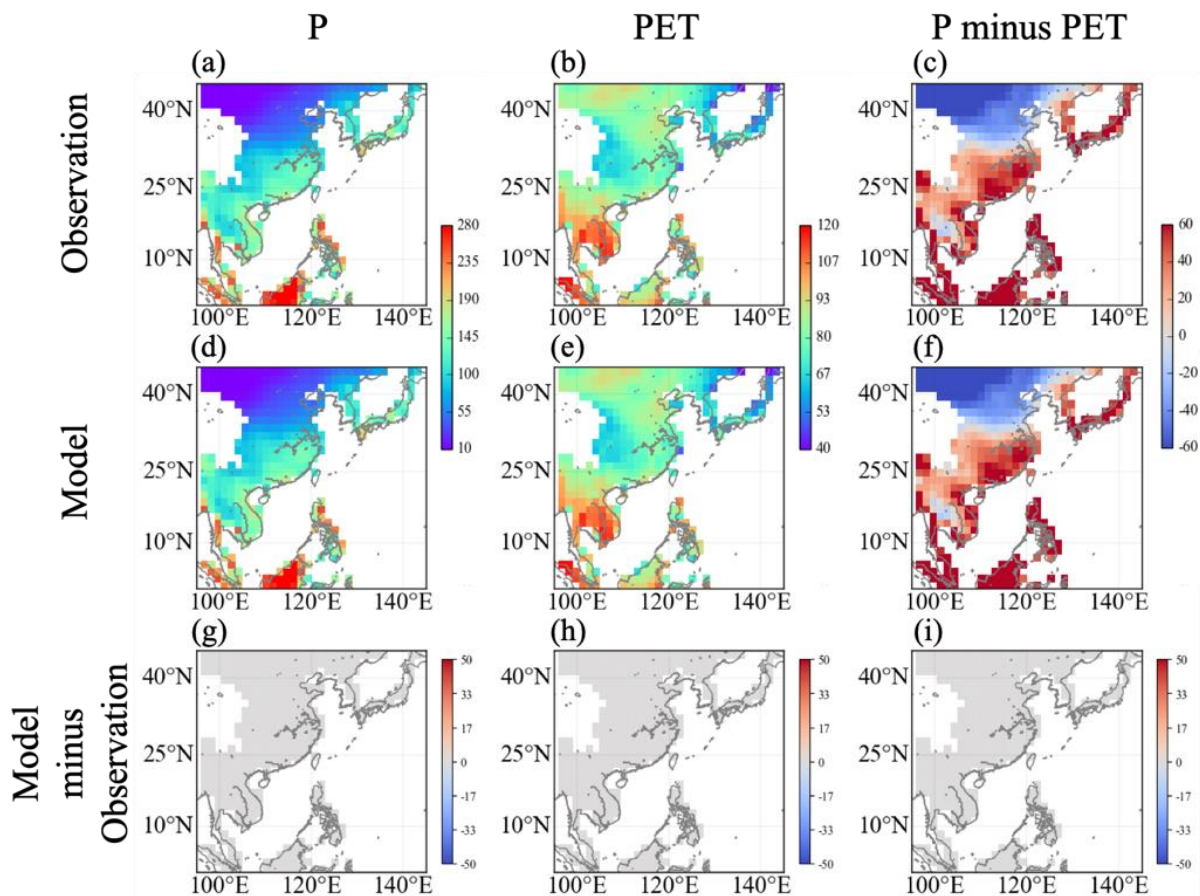 P PET P minus PET
(a) (b) (c)
Observation
40°N 40°N 40°N
25°N 25°N 25°N
10°N 10°N 10°N
100°E 120°E 140°E 100°E 120°E 140°E 100°E 120°E 140°E
280
235
190
145
100
55
10
120
107
93
80
67
53
40
60
40
20
0
-20
-40
-60
(d) (e) (f)
Model
40°N 40°N 40°N
25°N 25°N 25°N
10°N 10°N 10°N
100°E 120°E 140°E 100°E 120°E 140°E 100°E 120°E 140°E
(g) (h) (i)
Model
minus
Observation
40°N 40°N 40°N
25°N 25°N 25°N
10°N 10°N 10°N
100°E 120°E 140°E 100°E 120°E 140°E 100°E 120°E 140°E
50
33
17
0
-17
-33
-50
50
33
17
0
-17
-33
-50
50
33
17
0
-17
-33
-50